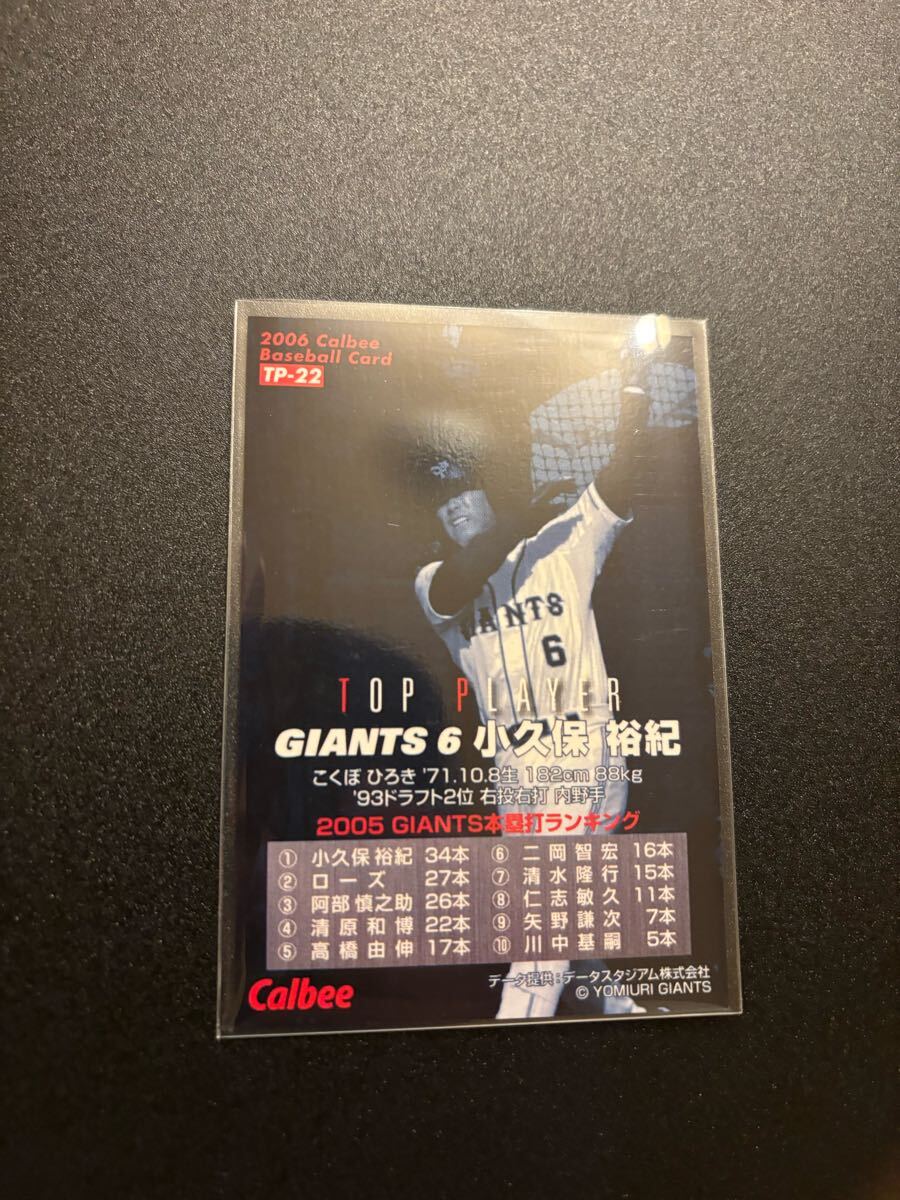 2006 Calbee
Baseball Card
TP-22
GIANTS
6
TOP PLAYER
GIANTS 6 小久保 裕紀
こくぼ ひろき '71.10.8生 182cm 88kg
'93ドラフト2位 右投右打 内野手
2005 GIANTS本塁打ランキング
① 小久保 裕紀 34本
② ローズ 27本
③ 阿部 慎之助 26本
④ 清原和博 22本
⑤ 高橋由伸 17本
⑥ 二岡智宏 16本
⑦ 清水隆行 15本
⑧ 仁志敏久 11本
⑨ 矢野謙次 7本
⑩ 川中基嗣 5本
データ提供:データスタジアム株式会社
© YOMIURI GIANTS
Calbee